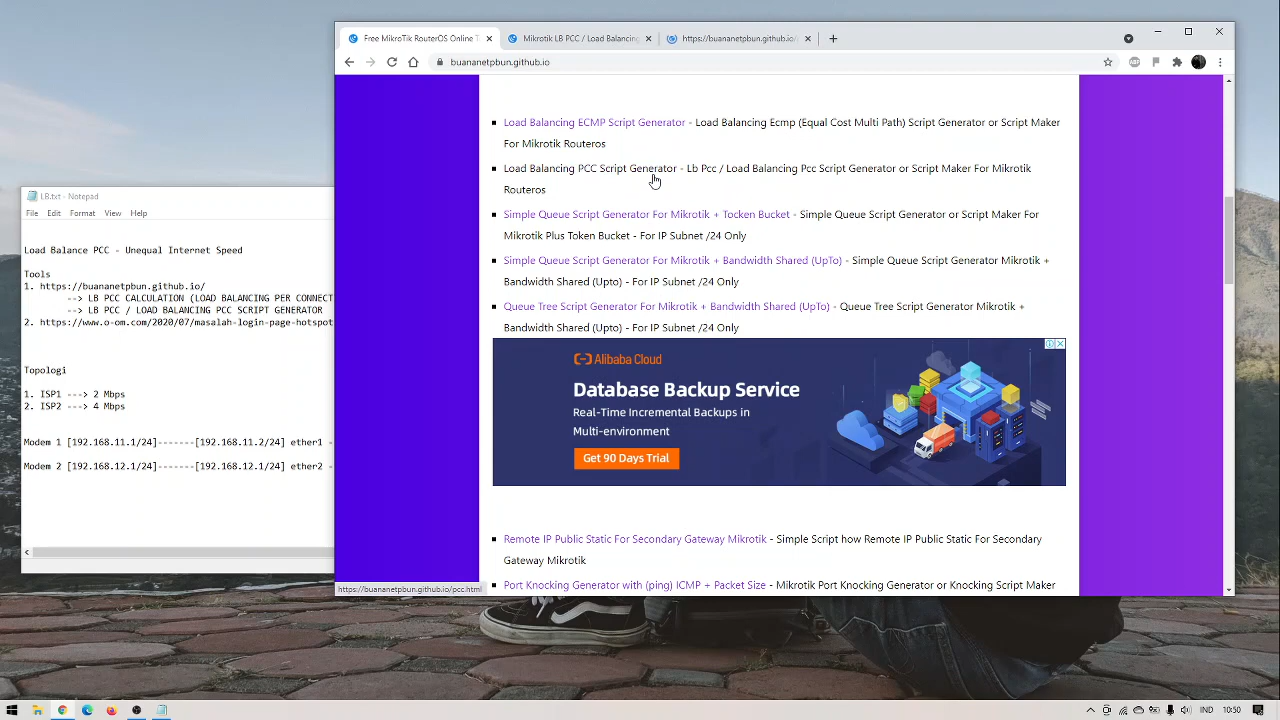 Free MikroTik RouterOS Online T
Mikrotik LB PCC / Load Balancing
https://buananetpbun.github.io/
buananetpbun.github.io
Load Balancing ECMP Script Generator - Load Balancing Ecmp (Equal Cost Multi Path) Script Generator or Script Maker
For Mikrotik Routeros
Load Balancing PCC Script Generator - Lb Pcc / Load Balancing Pcc Script Generator or Script Maker For Mikrotik
Routeros
Simple Queue Script Generator For Mikrotik + Tocken Bucket - Simple Queue Script Generator or Script Maker For
Mikrotik Plus Token Bucket - For IP Subnet /24 Only
Simple Queue Script Generator For Mikrotik + Bandwidth Shared (UpTo) - Simple Queue Script Generator Mikrotik +
Bandwidth Shared (Upto) - For IP Subnet /24 Only
Queue Tree Script Generator For Mikrotik + Bandwidth Shared (UpTo) - Queue Tree Script Generator Mikrotik +
Bandwidth Shared (Upto) - For IP Subnet /24 Only
Alibaba Cloud
Database Backup Service
Real-Time Incremental Backups in
Multi-environment
Get 90 Days Trial
Remote IP Public Static For Secondary Gateway Mikrotik - Simple Script how Remote IP Public Static For Secondary
Gateway Mikrotik
Port Knocking Generator with (ping) ICMP + Packet Size - Mikrotik Port Knocking Generator or Knocking Script Maker
https://buananetpbun.github.io/pcc.html
LB.txt - Notepad
File Edit Format View Help
Load Balance PCC - Unequal Internet Speed
Tools
1. https://buananetpbun.github.io/
--> LB PCC CALCULATION (LOAD BALANCING PER CONNECT
--> LB PCC / LOAD BALANCING PCC SCRIPT GENERATOR
2. https://www.o-om.com/2020/07/masalah-login-page-hotspot
Topologi
1. ISP1 ---> 2 Mbps
2. ISP2 ---> 4 Mbps
Modem 1 [192.168.11.1/24]-------[192.168.11.2/24] ether1 -
Modem 2 [192.168.12.1/24]-------[192.168.12.1/24] ether2 -
IND
10:50